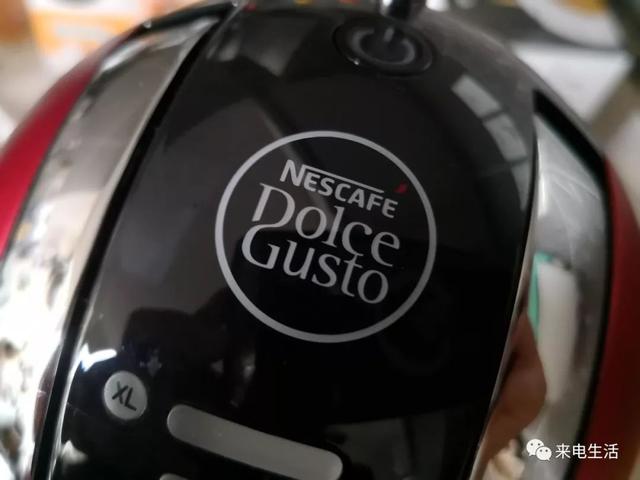 NESCAFÉ
Dolce
Gusto
XL
来电生活